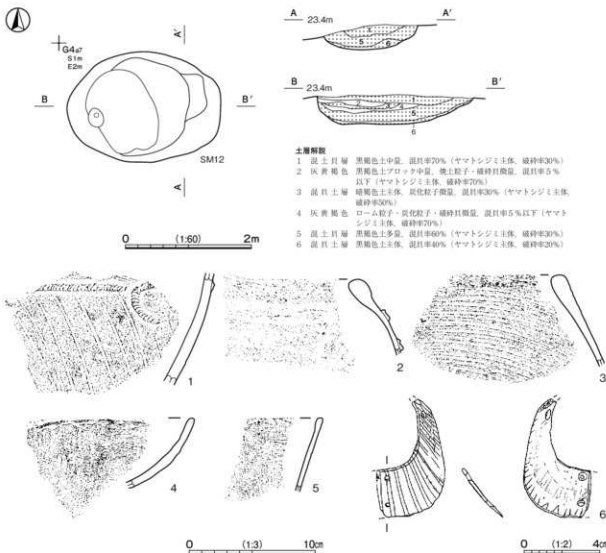 G4a7
S1m
E2m
A
A'
B
B'
SM12
A
0 (1:60) 2m
A 23.4m A'
B 23.4m B'
土層解説
1 混土貝層 黒褐色土中量,混貝率70%(ヤマトシジミ主体,破砕率30%)
2 灰黄褐色 黒褐色土ブロック中量,焼土粒子・破砕貝微量,混貝率5%
以下(ヤマトシジミ主体,破砕率70%)
3 混貝土層 暗褐色土主体,炭化粒子微量,混貝率30%(ヤマトシジミ主体,
破砕率50%)
4 灰黄褐色 ローム粒子・炭化粒子・破砕貝微量,混貝率5%以下(ヤマト
シジミ主体,破砕率70%)
5 混土貝層 黒褐色土多量,混貝率60%(ヤマトシジミ主体,破砕率30%)
6 混貝土層 黒褐色土主体,混貝率40%(ヤマトシジミ主体,破砕率20%)
1
2
3
4
5
6
0 (1:3) 10cm
0 (1:2) 4cm